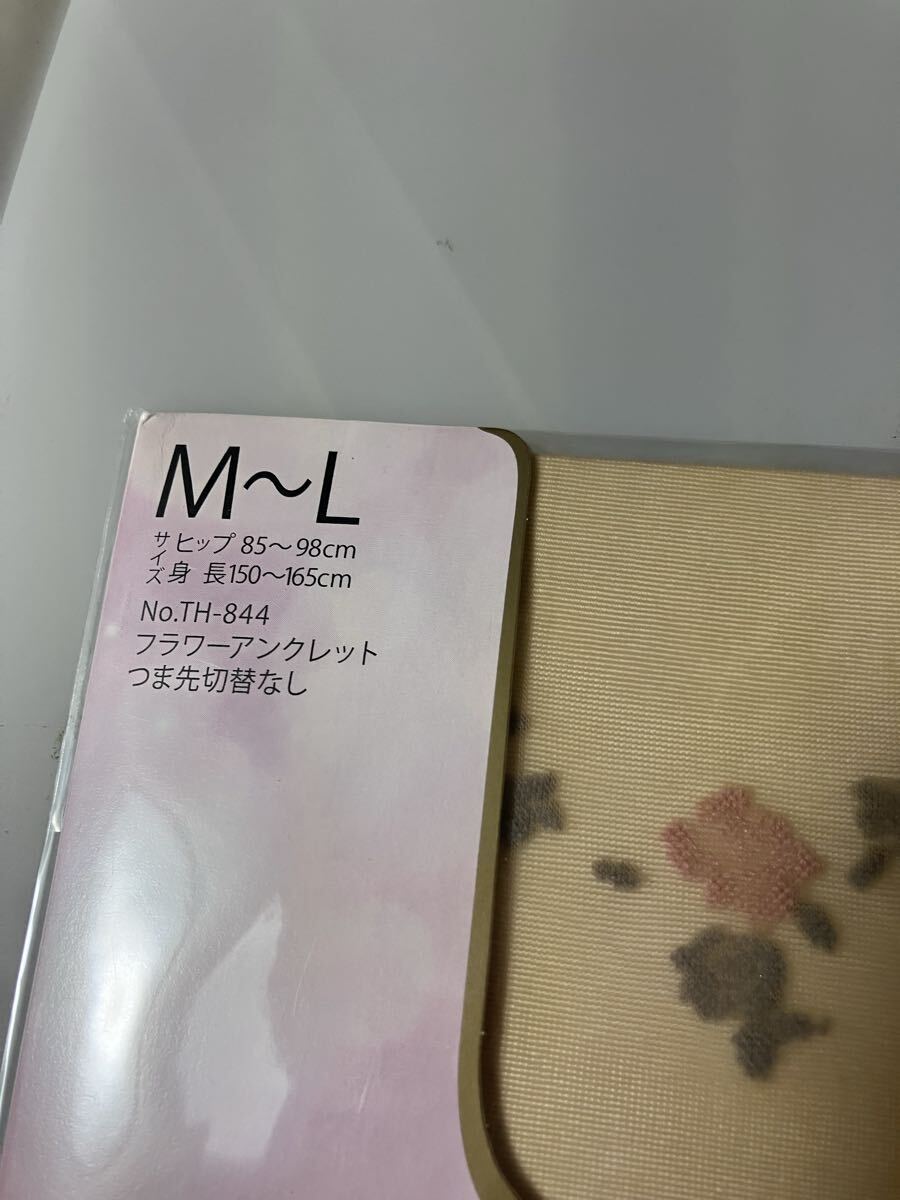 M～L
サイズ ヒップ 85～98cm
身 長150～165cm
No.TH-844
フラワーアンクレット
つま先切替なし